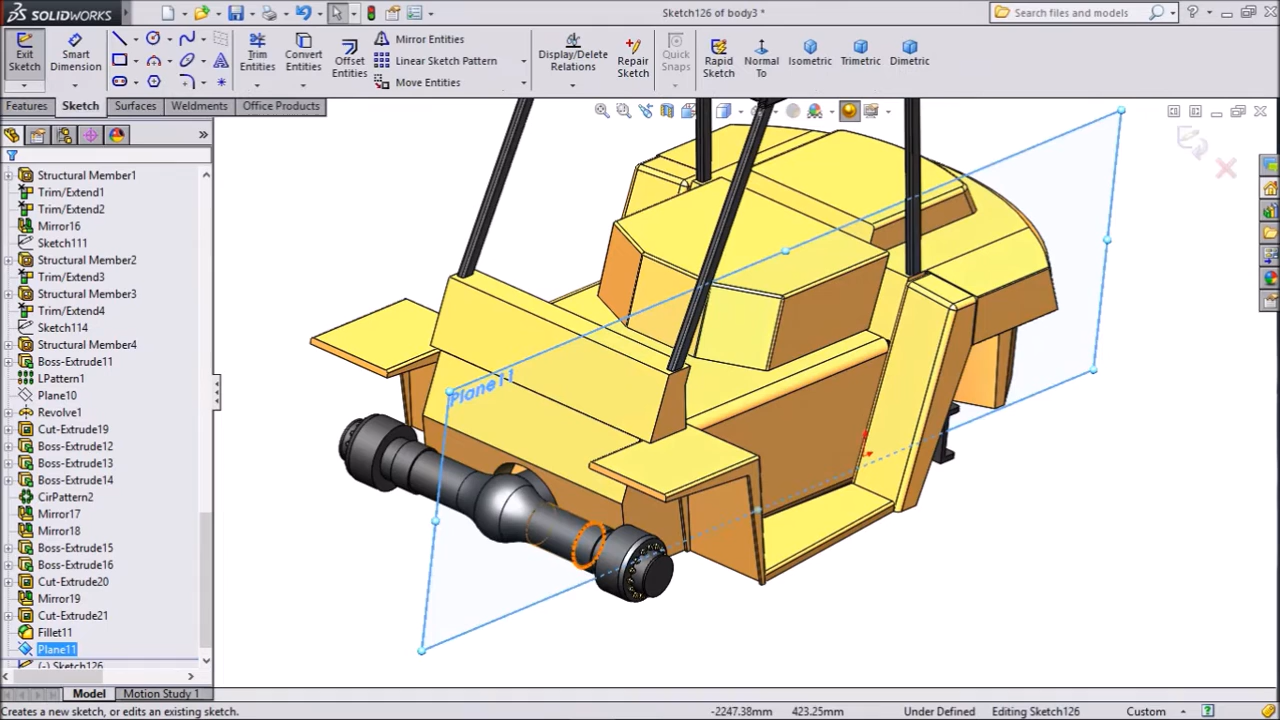 SOLIDWORKS
Sketch126 of body3 *
Search files and models
Exit
Sketch
Smart
Dimension
Trim
Entities
Convert
Entities
Offset
Entities
Mirror Entities
Linear Sketch Pattern
Move Entities
Display/Delete
Relations
Repair
Sketch
Quick
Snaps
Rapid
Sketch
Normal
To
Isometric
Trimetric
Dimetric
Features
Sketch
Surfaces
Weldments
Office Products
Structural Member1
Trim/Extend1
Trim/Extend2
Mirror16
Sketch111
Structural Member2
Trim/Extend3
Structural Member3
Trim/Extend4
Sketch114
Structural Member4
Boss-Extrude11
LPattern1
Plane10
Revolve1
Cut-Extrude19
Boss-Extrude12
Boss-Extrude13
Boss-Extrude14
CirPattern2
Mirror17
Mirror18
Boss-Extrude15
Boss-Extrude16
Cut-Extrude20
Mirror19
Cut-Extrude21
Fillet11
Plane11
(-) Sketch126
Plane11
Model
Motion Study 1
Creates a new sketch, or edits an existing sketch.
-2247.38mm
423.25mm
Under Defined
Editing Sketch126
Custom